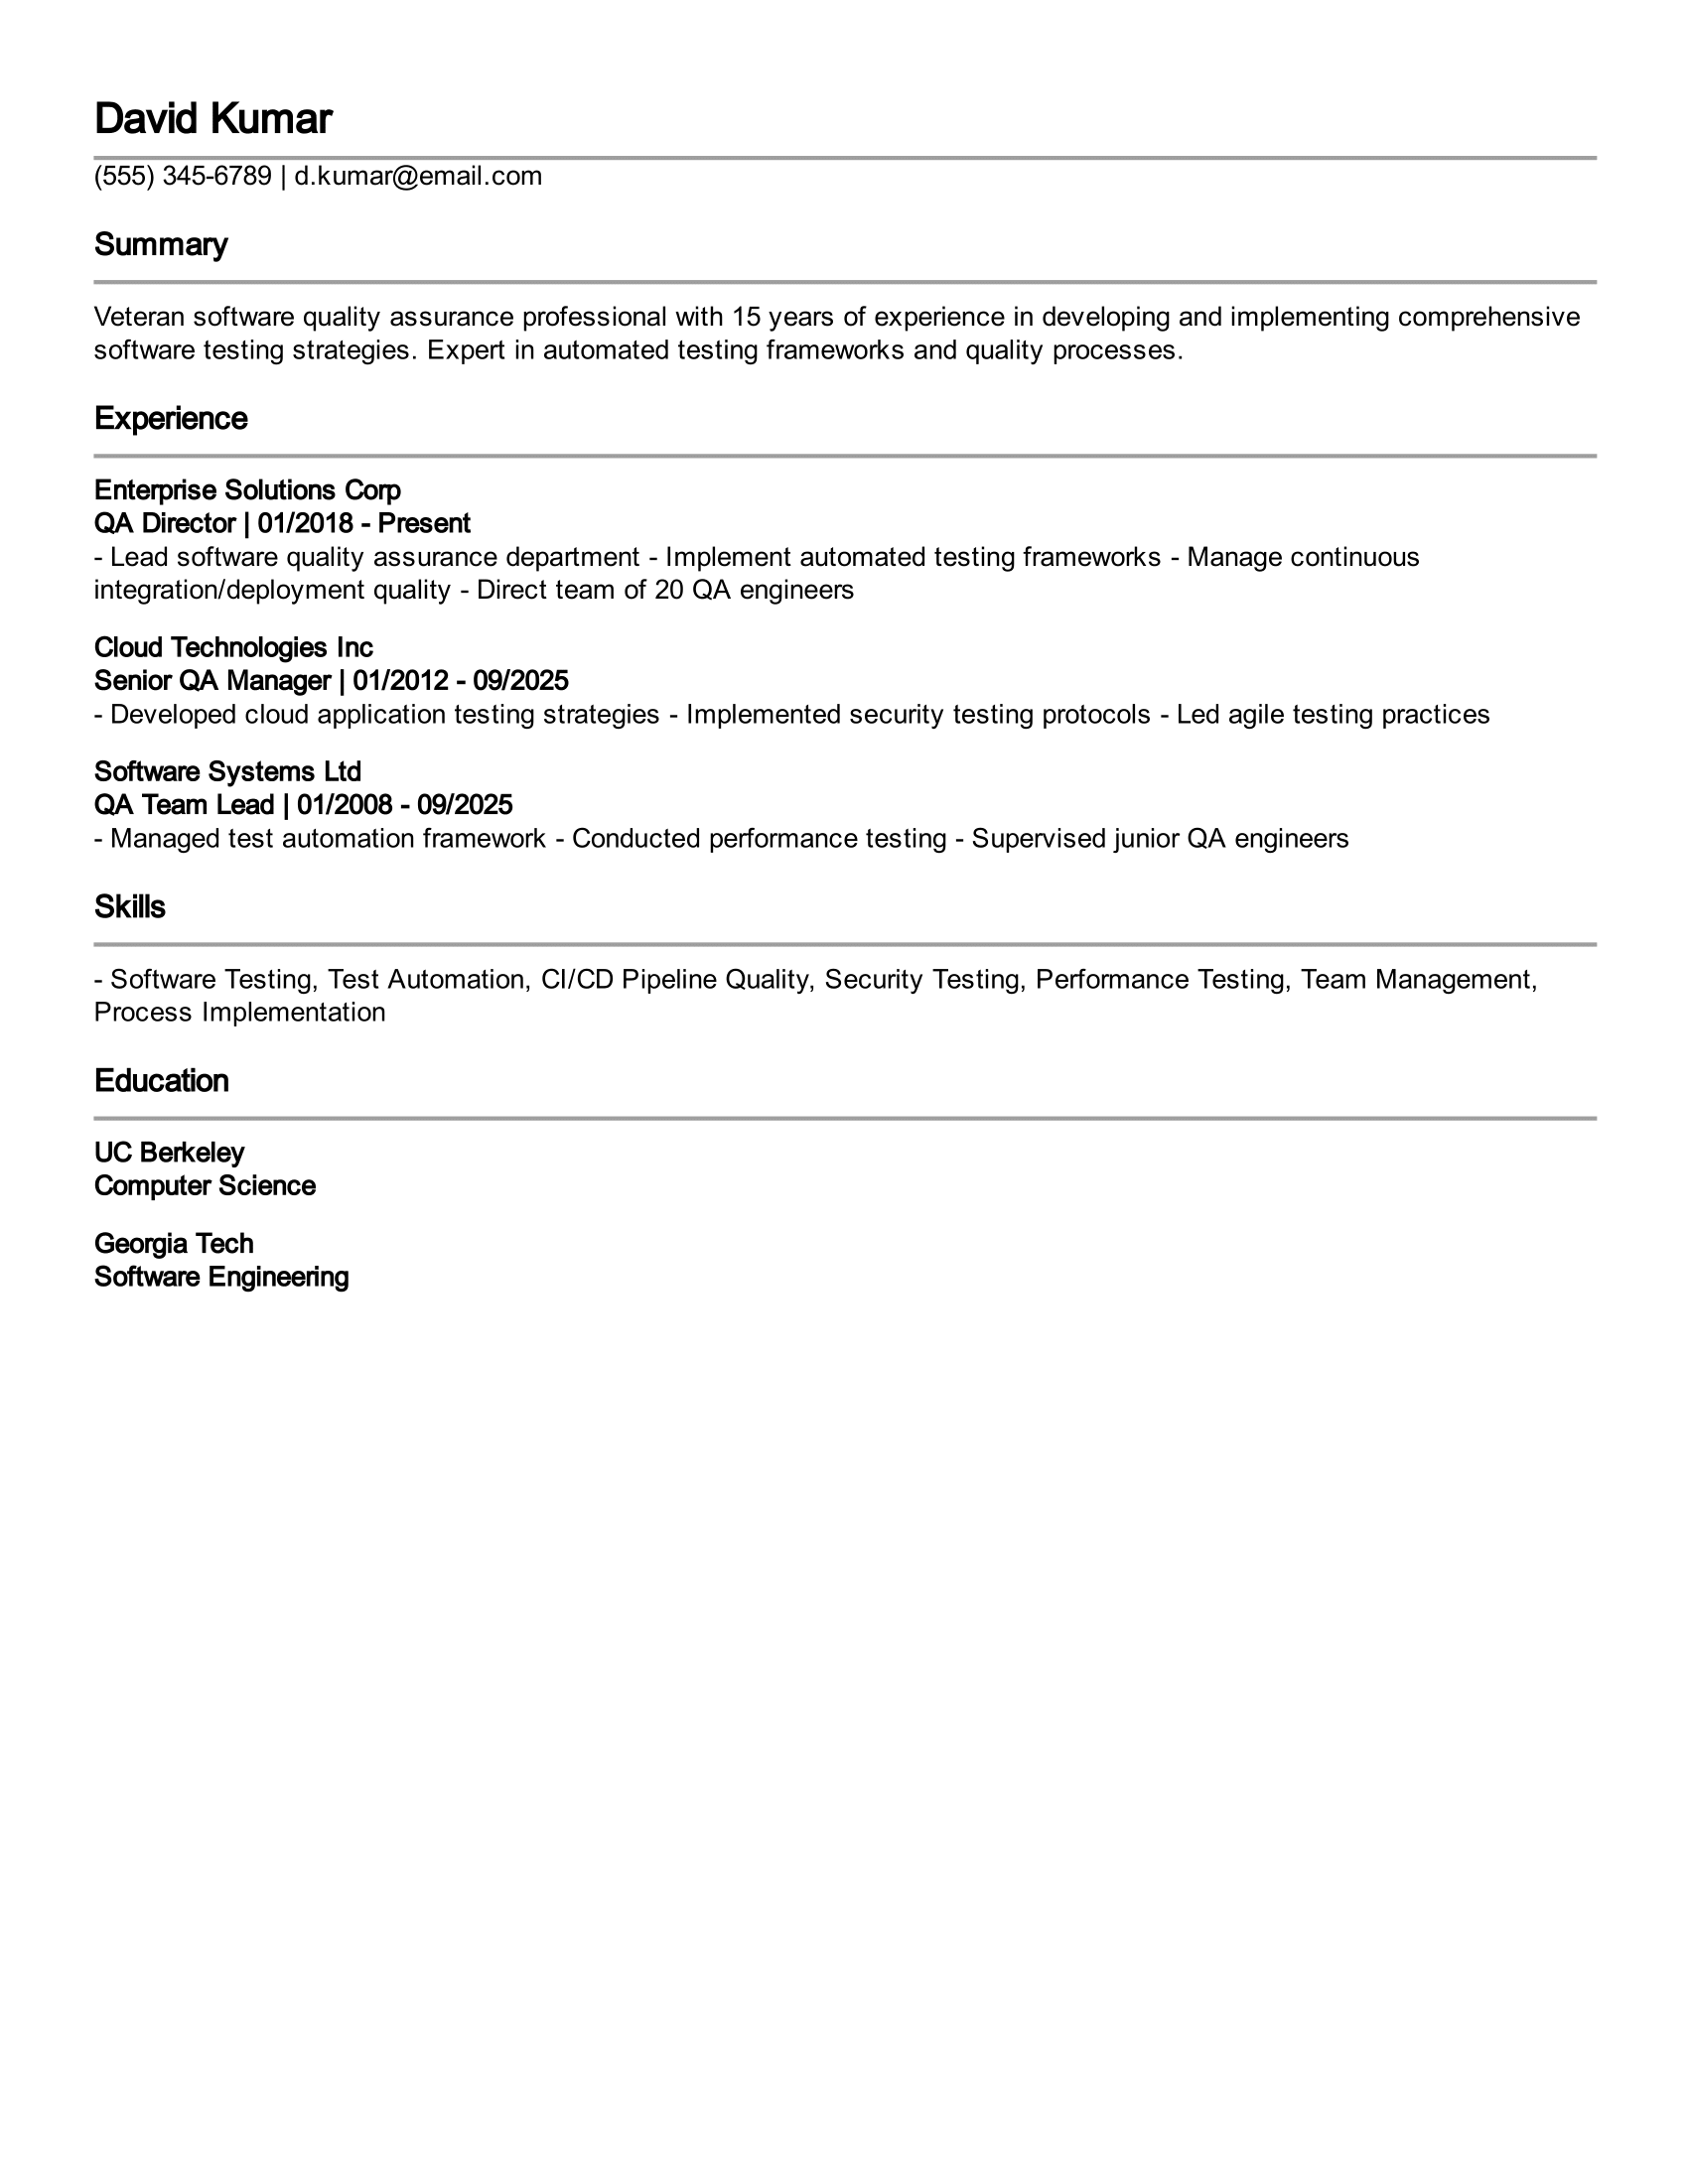 David Kumar
(555) 345-6789 | d.kumar@email.com
Summary
Veteran software quality assurance professional with 15 years of experience in developing and implementing comprehensive
software testing strategies. Expert in automated testing frameworks and quality processes.
Experience
Enterprise Solutions Corp
QA Director | 01/2018 - Present
- Lead software quality assurance department - Implement automated testing frameworks - Manage continuous
integration/deployment quality - Direct team of 20 QA engineers
Cloud Technologies Inc
Senior QA Manager | 01/2012 - 09/2025
- Developed cloud application testing strategies - Implemented security testing protocols - Led agile testing practices
Software Systems Ltd
QA Team Lead | 01/2008 - 09/2025
- Managed test automation framework - Conducted performance testing - Supervised junior QA engineers
Skills
- Software Testing, Test Automation, CI/CD Pipeline Quality, Security Testing, Performance Testing, Team Management,
Process Implementation
Education
UC Berkeley
Computer Science
Georgia Tech
Software Engineering